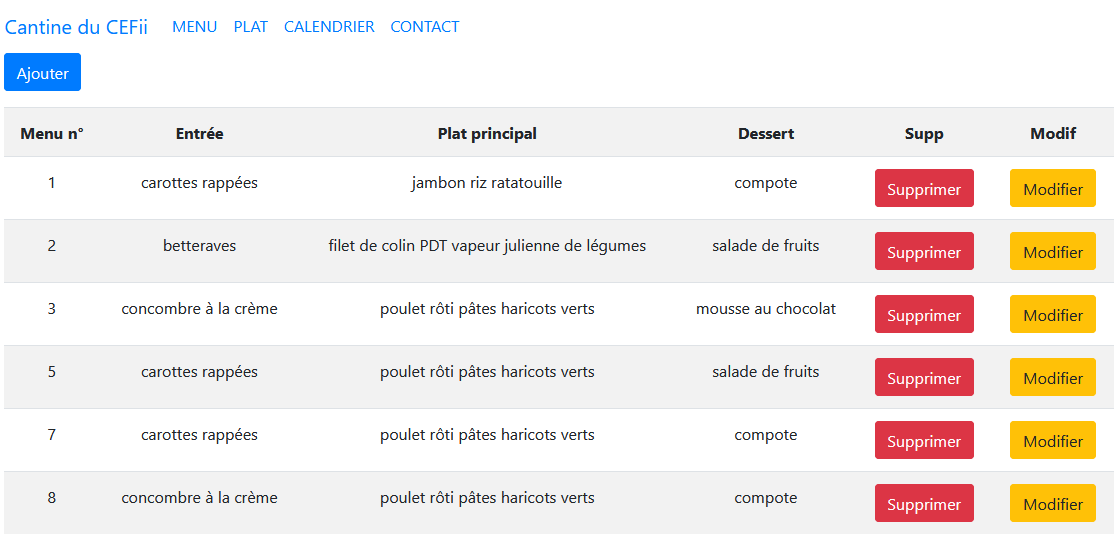 Cantine du CEFii MENU PLAT CALENDRIER CONTACT
Ajouter
Menu n° Entrée Plat principal Dessert Supp Modif
1 carottes rappées jambon riz ratatouille compote Supprimer Modifier
2 betteraves filet de colin PDT vapeur julienne de légumes salade de fruits Supprimer Modifier
3 concombre à la crème poulet rôti pâtes haricots verts mousse au chocolat Supprimer Modifier
5 carottes rappées poulet rôti pâtes haricots verts salade de fruits Supprimer Modifier
7 carottes rappées poulet rôti pâtes haricots verts compote Supprimer Modifier
8 concombre à la crème poulet rôti pâtes haricots verts compote Supprimer Modifier